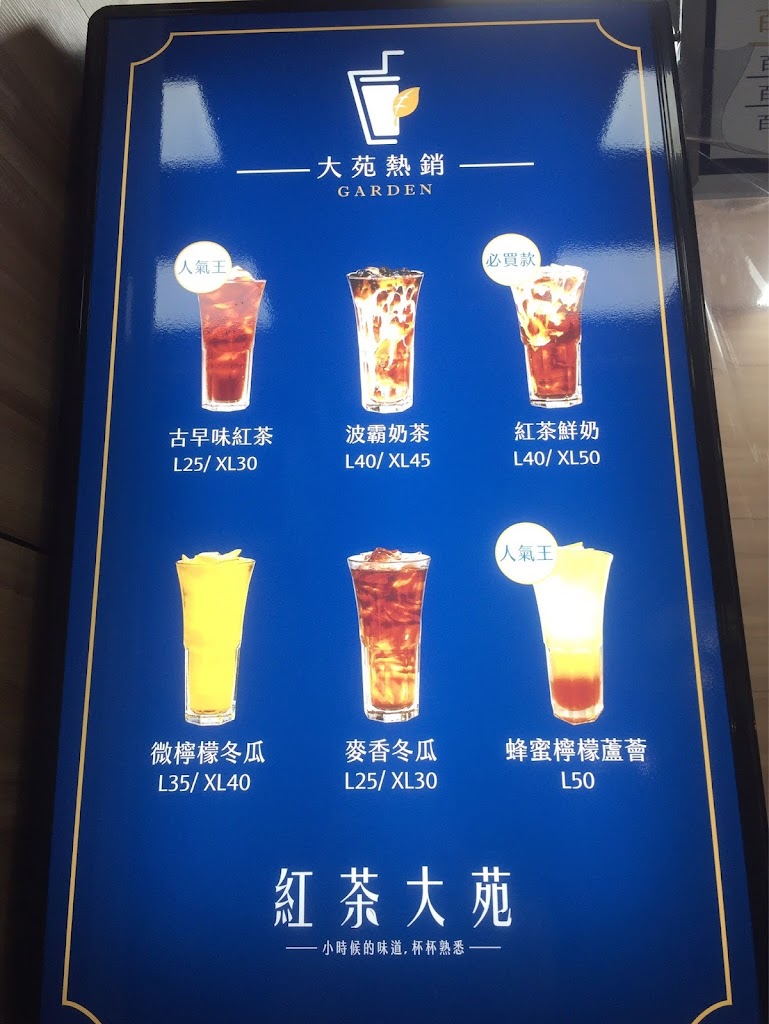 大苑熱銷
GARDEN
人氣王
必買款
古早味紅茶
L25/ XL30
波霸奶茶
L40/ XL45
紅茶鮮奶
L40/ XL50
人氣王
微檸檬冬瓜
L35/ XL40
麥香冬瓜
L25/ XL30
蜂蜜檸檬蘆薈
L50
紅茶大苑
小時候的味道,杯杯熟悉
百
百
百